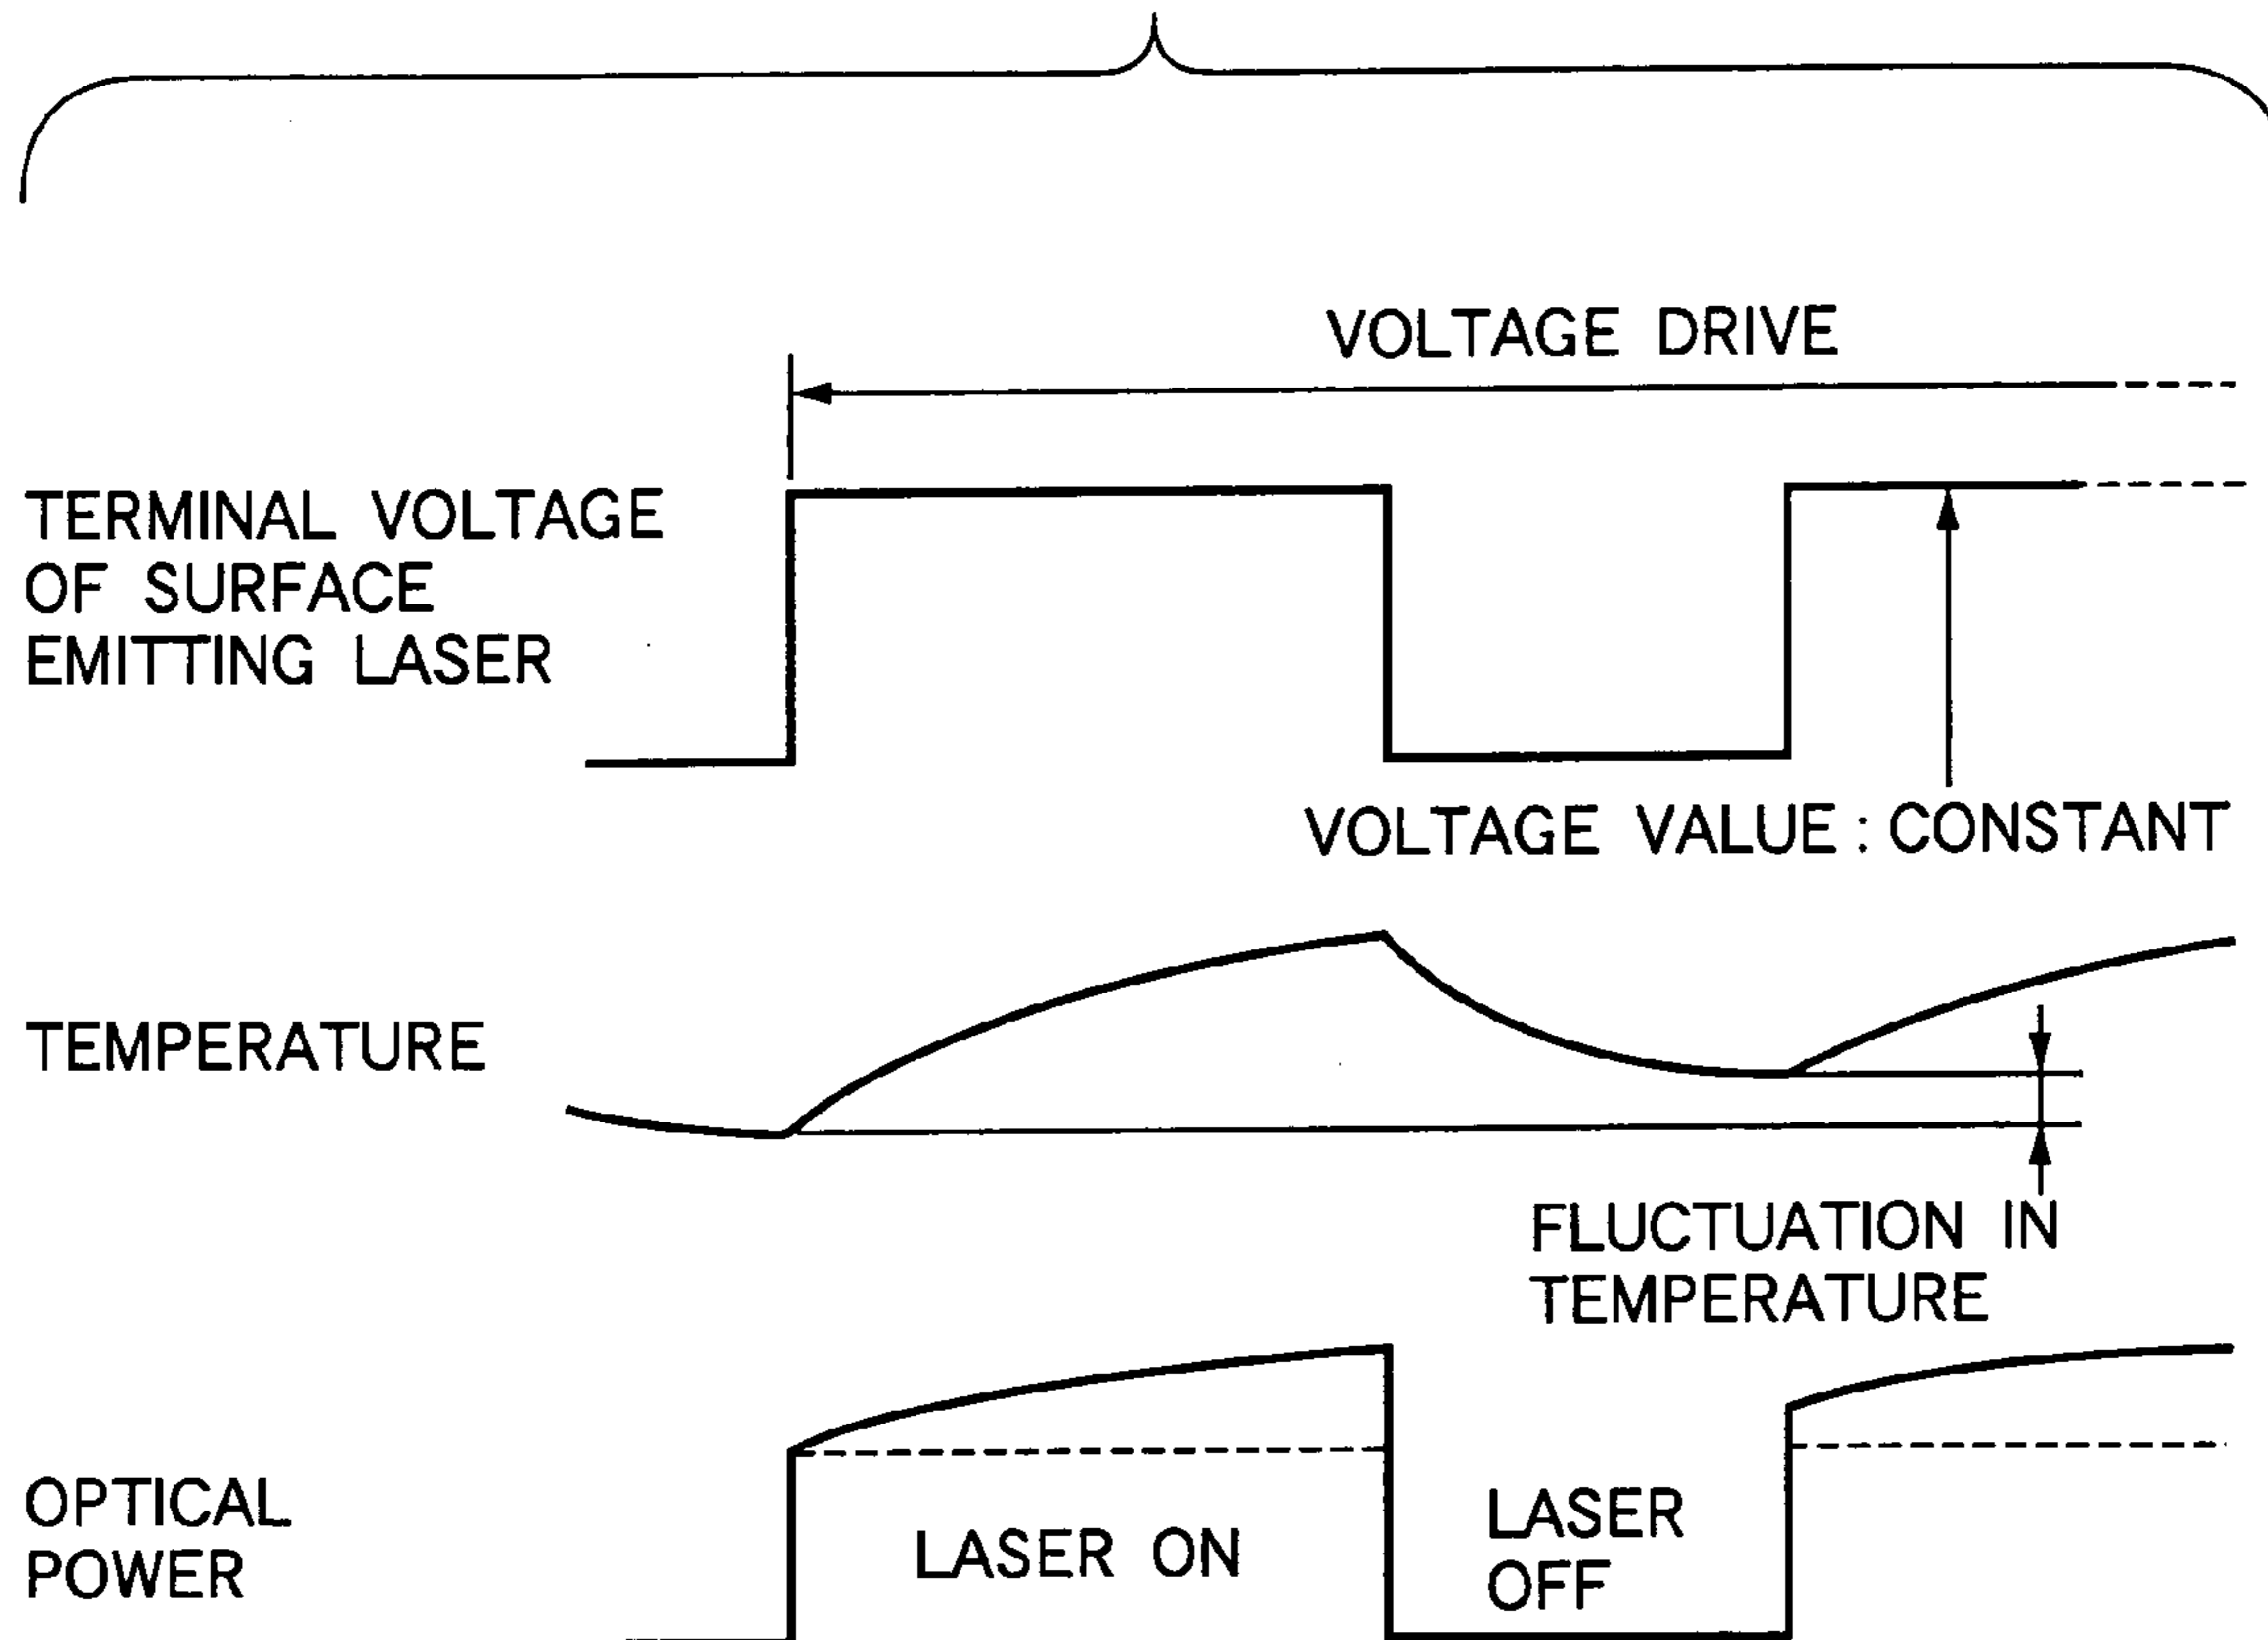 VOLTAGE DRIVE
TERMINAL VOLTAGE
OF SURFACE
EMITTING LASER
VOLTAGE VALUE : CONSTANT
TEMPERATURE
FLUCTUATION IN
TEMPERATURE
OPTICAL
POWER
LASER ON
LASER
OFF